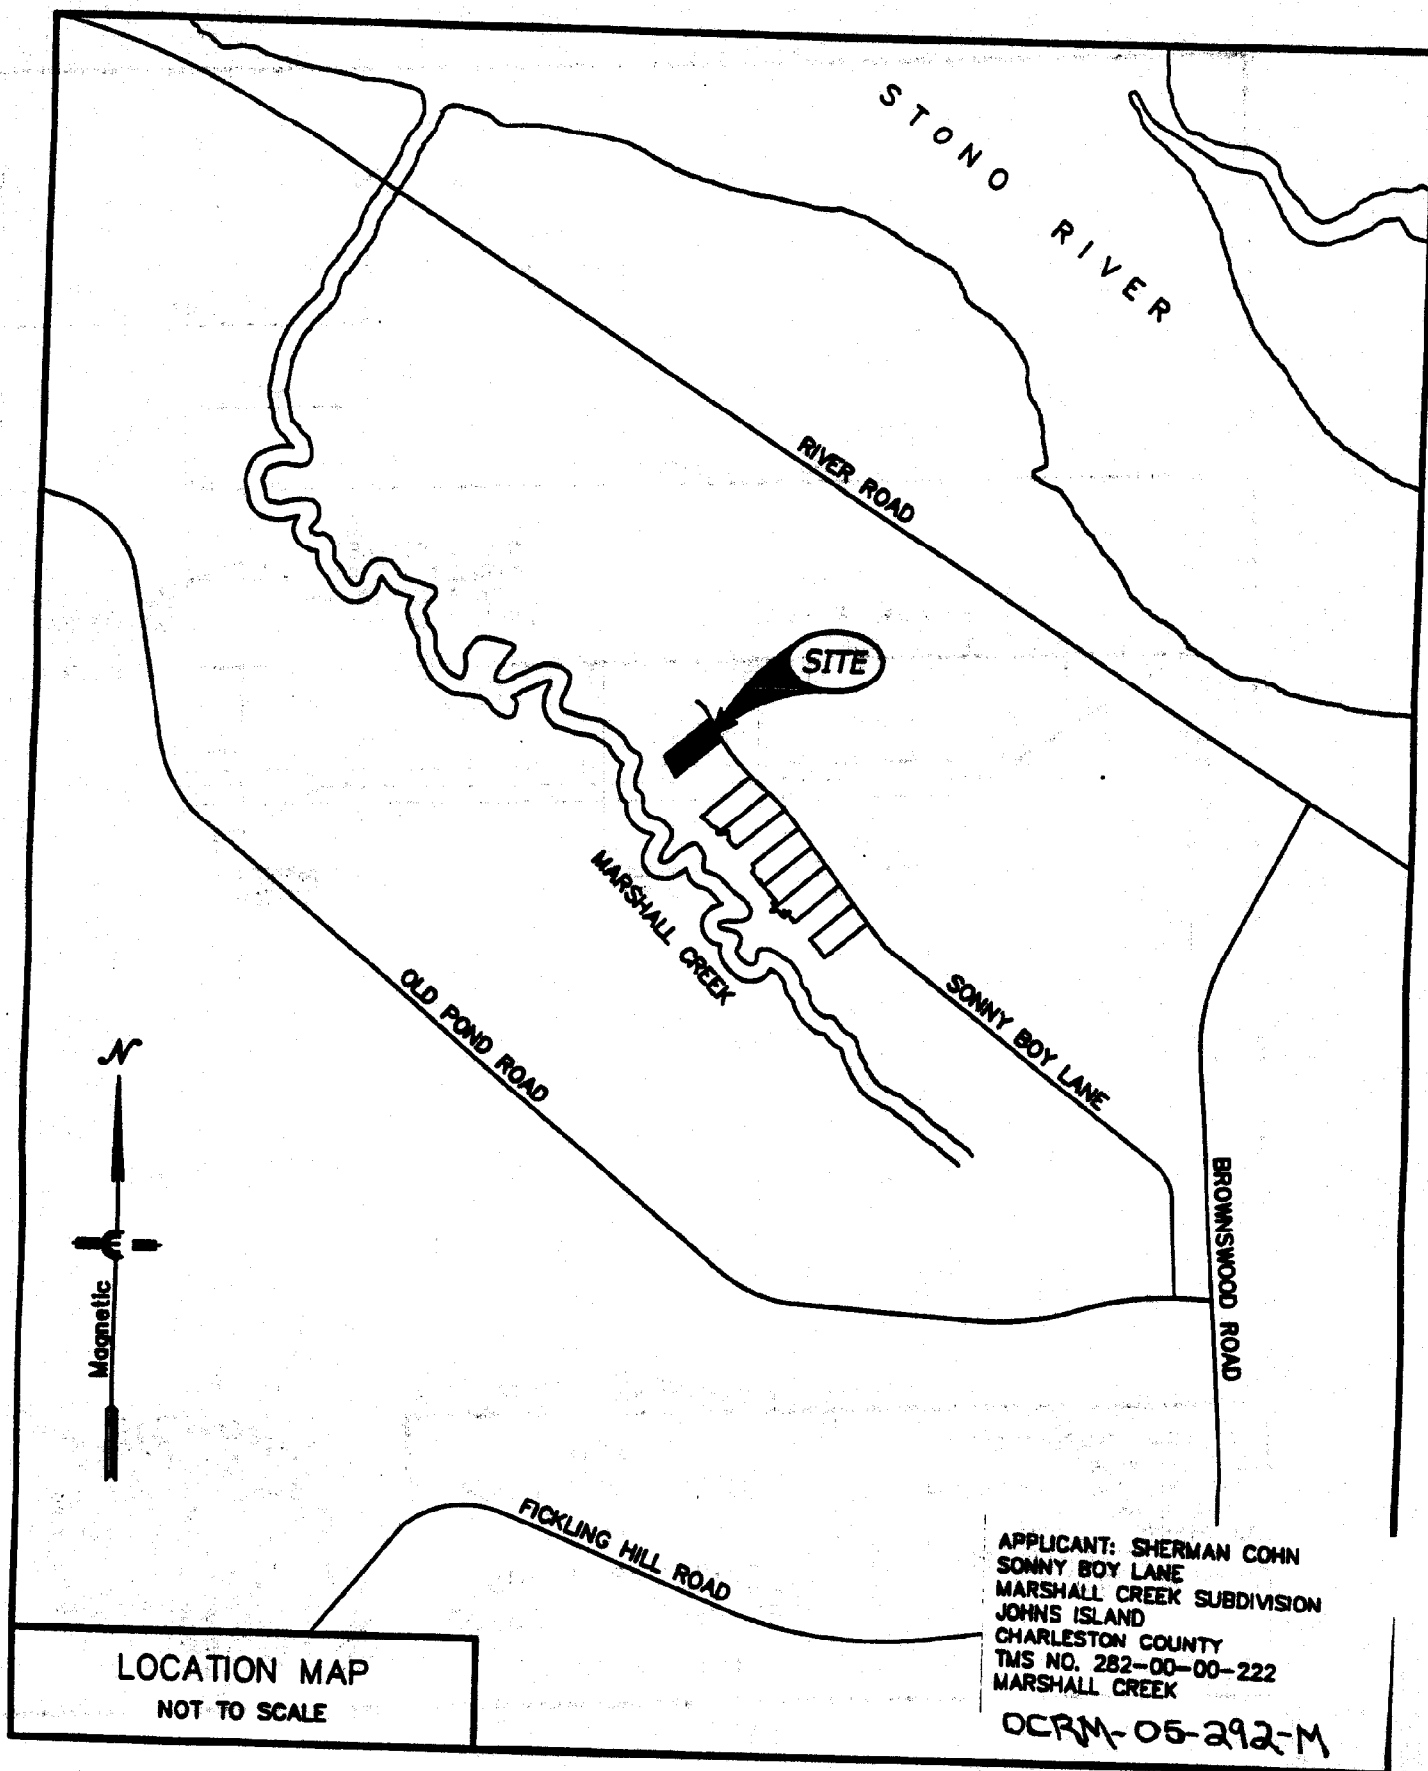 STONO RIVER
RIVER ROAD
SITE
MARSHALL CREEK
OLD POND ROAD
SONNY BOY LANE
N
BROWNSWOOD ROAD
Magnetic
FICKLING HILL ROAD
APPLICANT: SHERMAN COHN
SONNY BOY LANE
MARSHALL CREEK SUBDIVISION
JOHNS ISLAND
CHARLESTON COUNTY
TMS NO. 282-00-00-222
MARSHALL CREEK
OCRM-05-292-M
LOCATION MAP
NOT TO SCALE